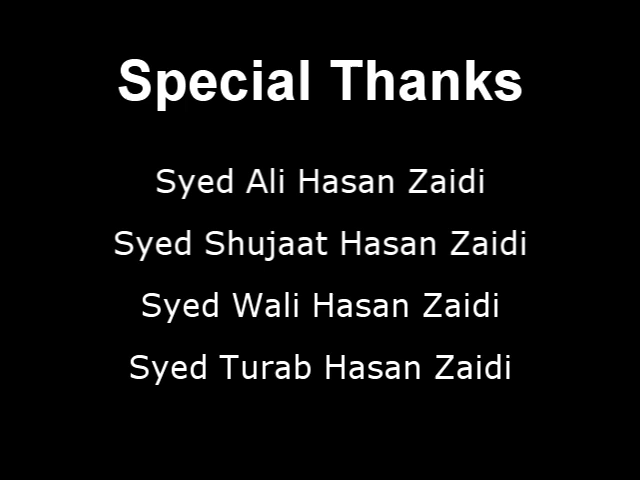 Special Thanks
Syed Ali Hasan Zaidi
Syed Shujaat Hasan Zaidi
Syed Wali Hasan Zaidi
Syed Turab Hasan Zaidi